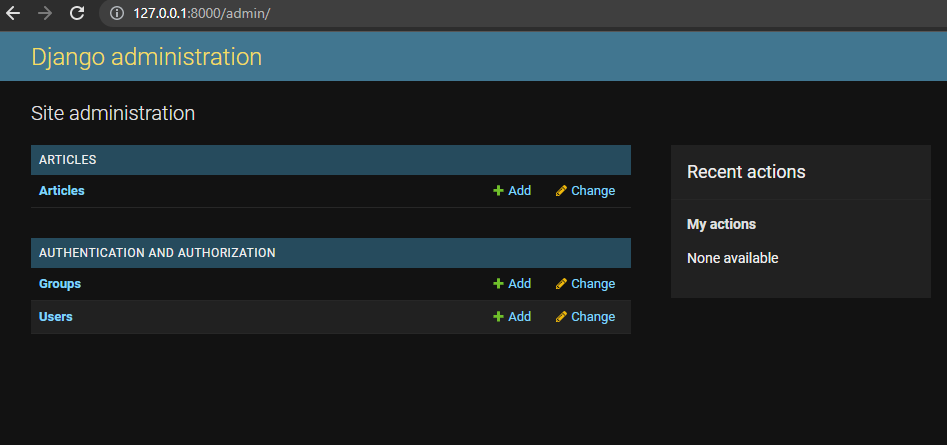 127.0.0.1:8000/admin/
Django administration
Site administration
ARTICLES
Articles Add Change
AUTHENTICATION AND AUTHORIZATION
Groups Add Change
Users Add Change
Recent actions
My actions
None available